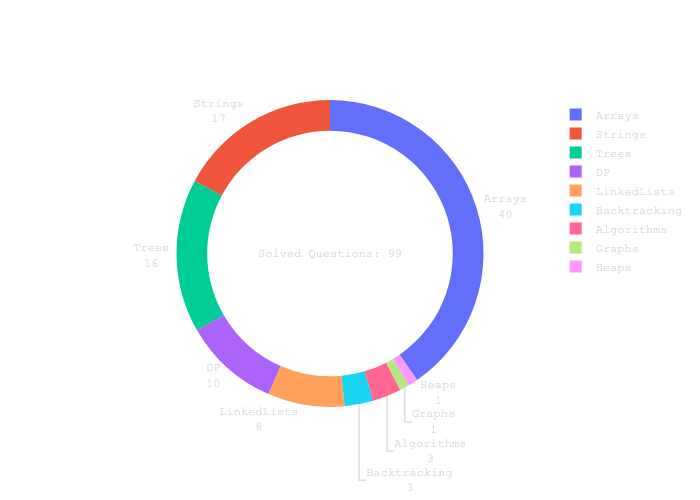 Strings
17
Arrays
40
Trees
16
Solved Questions: 99
DP
10
LinkedLists
8
Heaps
1
Graphs
1
Algorithms
3
Backtracking
3
Arrays
Strings
Trees
DP
LinkedLists
Backtracking
Algorithms
Graphs
Heaps